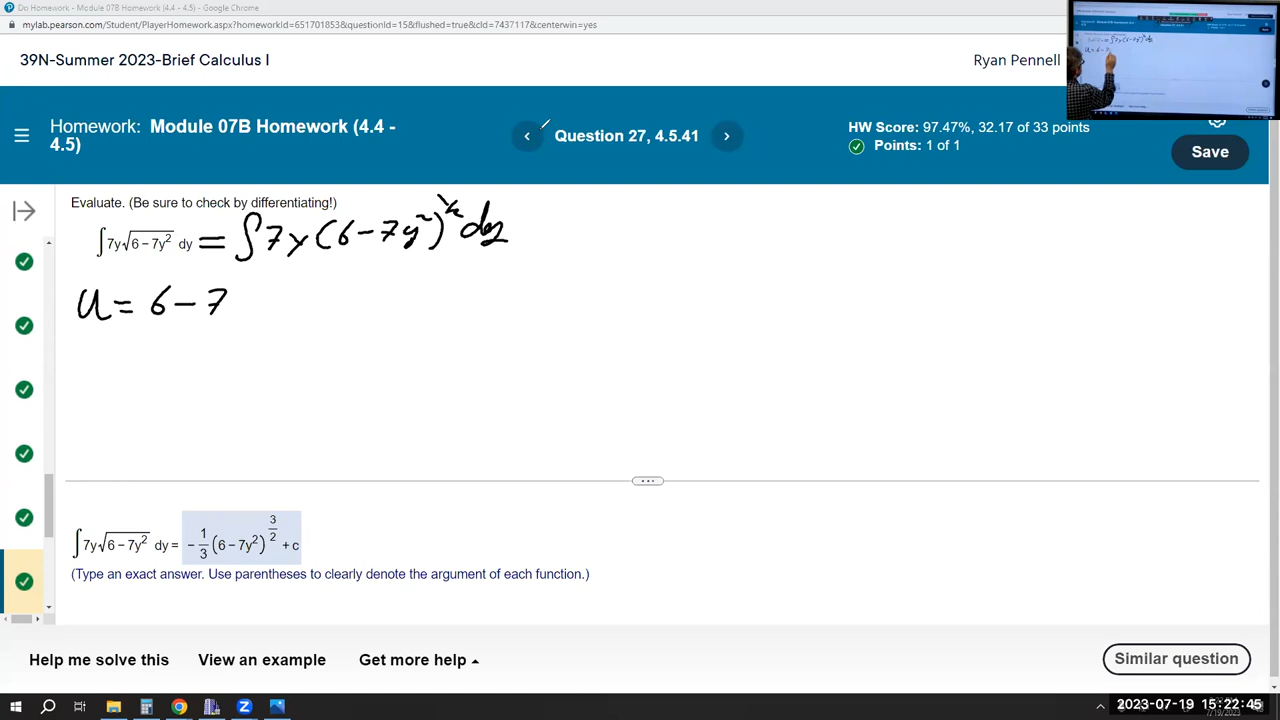 Do Homework - Module 07B Homework (4.4 - 4.5) - Google Chrome
mylab.pearson.com/Student/PlayerHomework.aspx?homeworkId=651701853&questionId=15&flushed=true&cId=7437117&centerwin=yes
39N-Summer 2023-Brief Calculus I
Ryan Pennell
Homework: Module 07B Homework (4.4 - 4.5)
Question 27, 4.5.41
HW Score: 97.47%, 32.17 of 33 points
Points: 1 of 1
Save
Evaluate. (Be sure to check by differentiating!)
∫7y√(6−7y²) dy = ∫7y(6−7y²)^½ dy
u = 6 − 7
∫7y√(6−7y²) dy = −1/3(6−7y²)^(3/2) + c
(Type an exact answer. Use parentheses to clearly denote the argument of each function.)
Help me solve this
View an example
Get more help
Similar question
2023-07-19 15:22:45